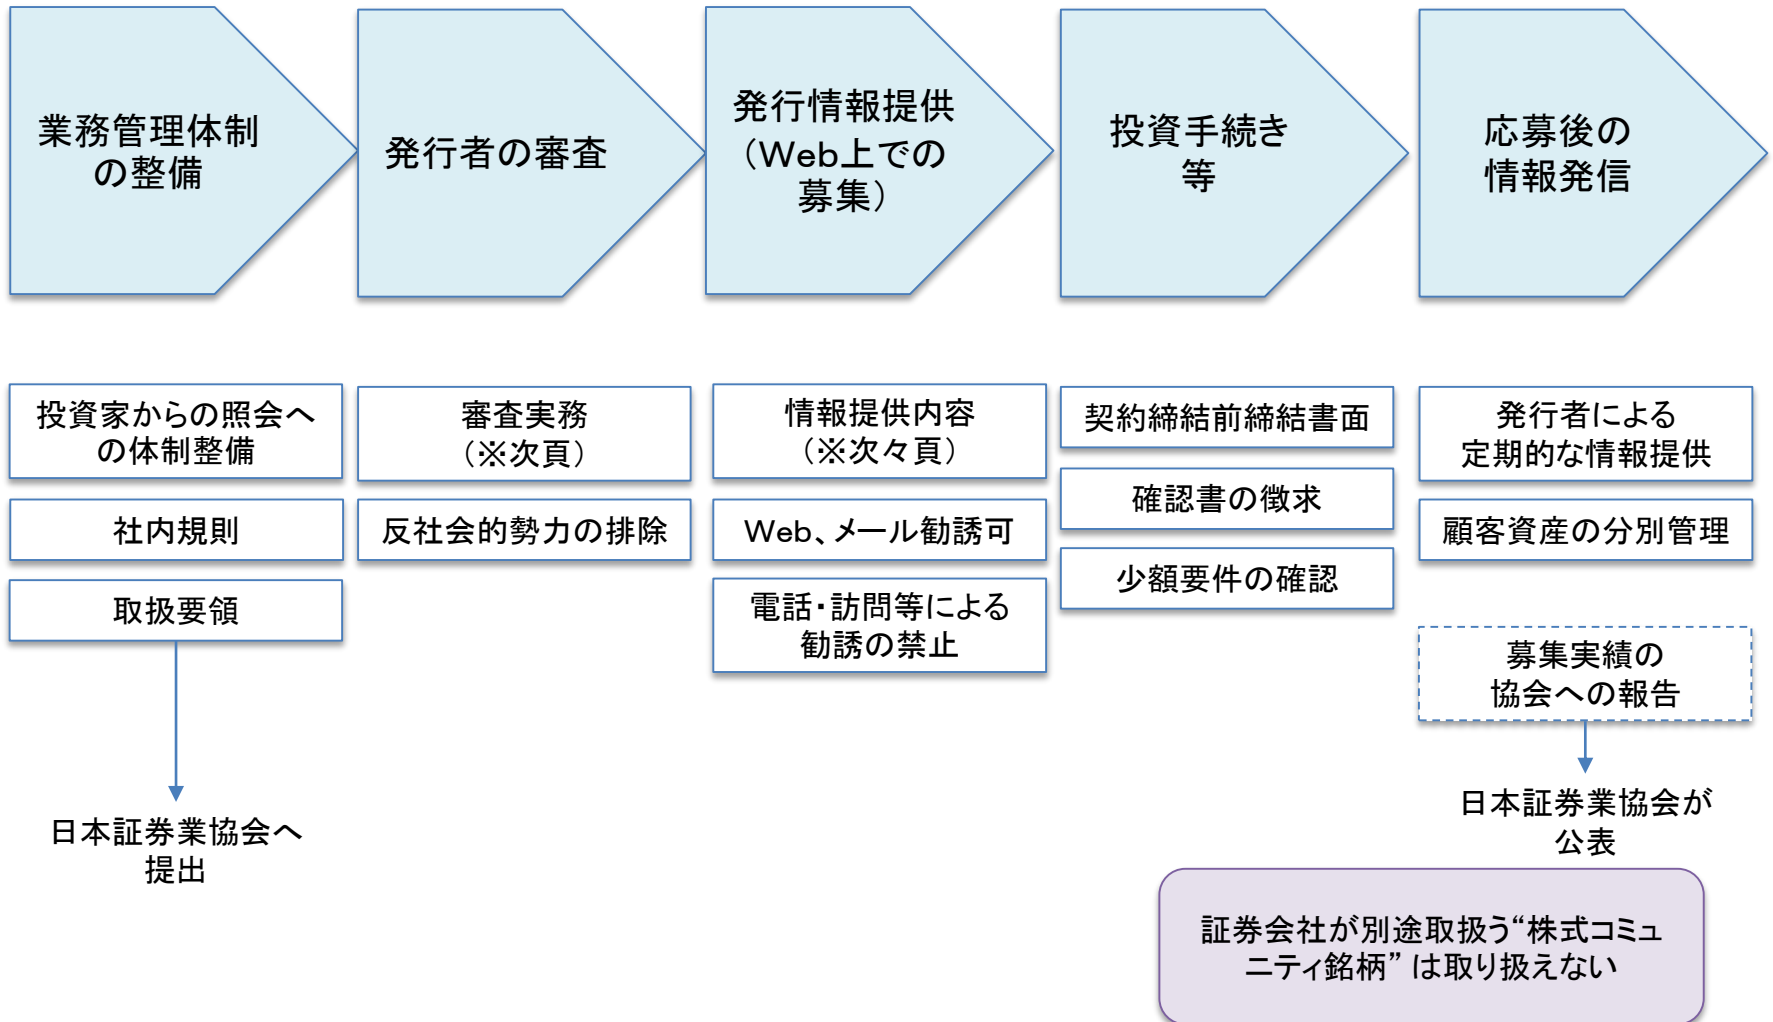 業務管理体制
の整備
発行者の審査
発行情報提供
（Web上での
募集）
投資手続き
等
応募後の
情報発信
投資家からの照会へ
の体制整備
社内規則
取扱要領
日本証券業協会へ
提出
審査実務
（※次頁）
反社会的勢力の排除
情報提供内容
（※次々頁）
Web、メール勧誘可
電話・訪問等による
勧誘の禁止
契約締結前締結書面
確認書の徴求
少額要件の確認
発行者による
定期的な情報提供
顧客資産の分別管理
募集実績の
協会への報告
日本証券業協会が
公表
証券会社が別途取扱う“株式コミュ
ニティ銘柄” は取り扱えない